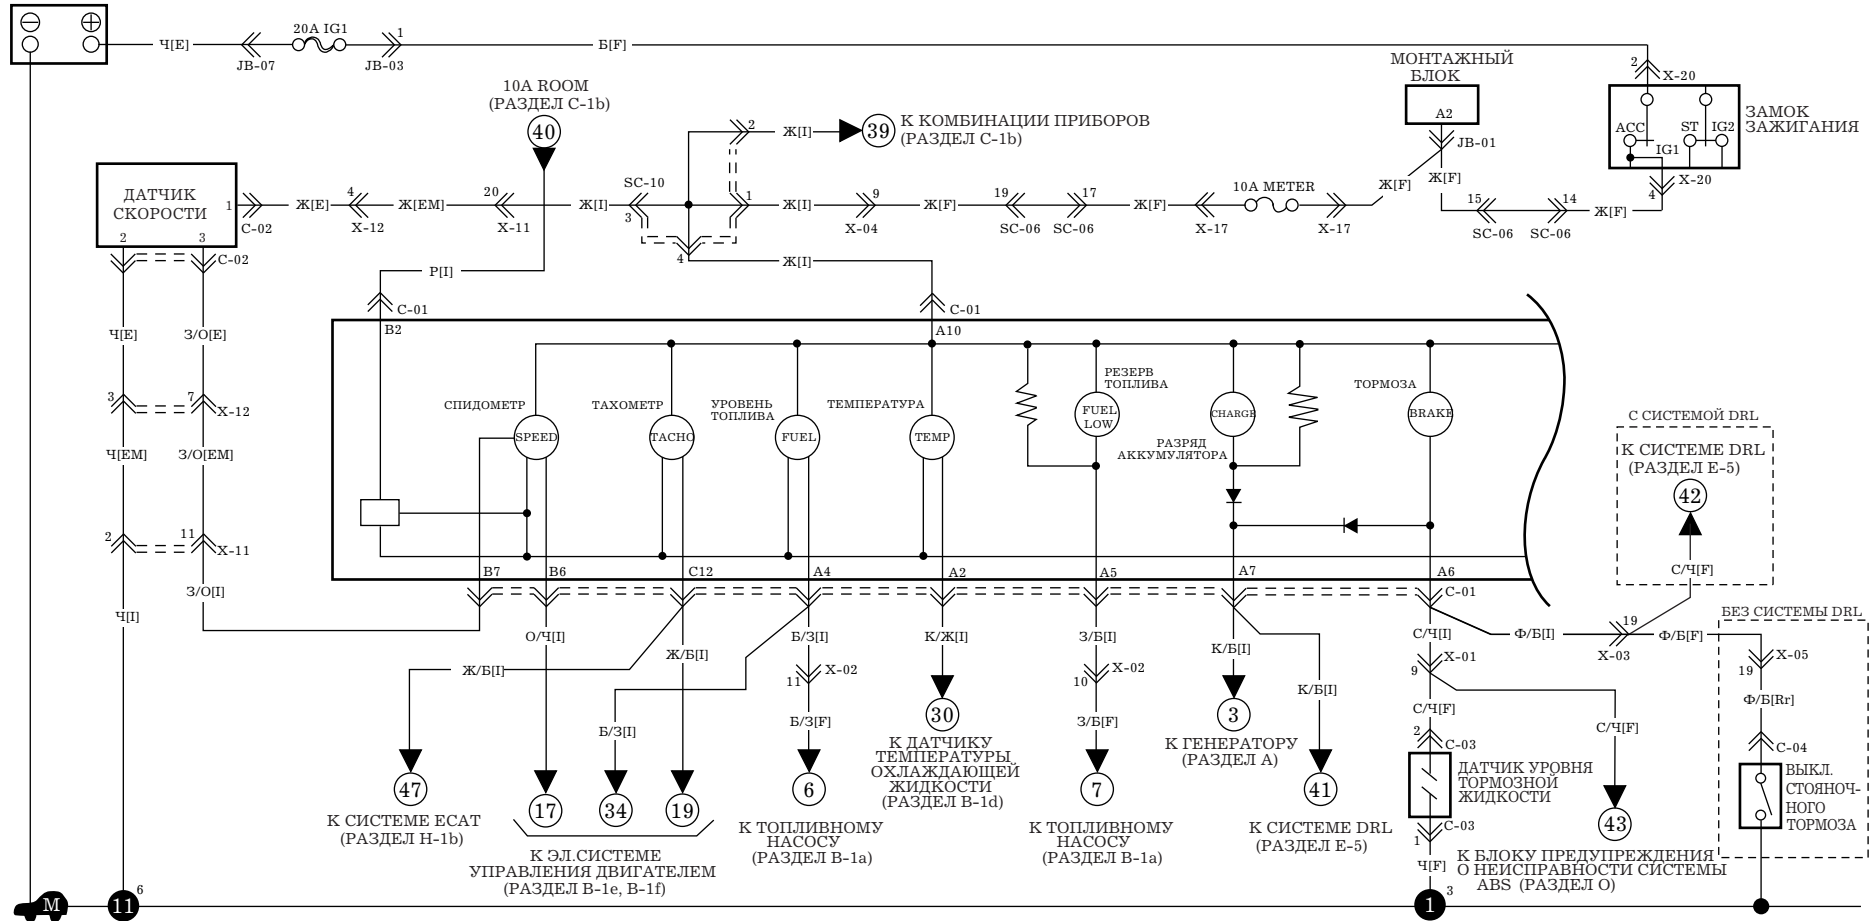 20A IG1
Ч[E]
JB-07
JB-03
1
Б[F]
2
X-20
МОНТАЖНЫЙ
БЛОК
A2
JB-01
ЗАМОК
ЗАЖИГАНИЯ
ACC
ST
IG2
IG1
X-20
4
10A ROOM
(РАЗДЕЛ C-1b)
40
2
Ж[I]
39
К КОМБИНАЦИИ ПРИБОРОВ
(РАЗДЕЛ C-1b)
ДАТЧИК
СКОРОСТИ
1
2
3
C-02
Ж[E]
4
X-12
Ж[EM]
20
X-11
Ж[I]
SC-10
3
1
Ж[I]
9
X-04
Ж[F]
19
SC-06
17
SC-06
Ж[F]
X-17
10A METER
X-17
Ж[F]
Ж[F]
15
SC-06
14
SC-06
Ж[F]
C-02
4
Ж[I]
P[I]
C-01
C-01
B2
A10
Ч[E]
З/О[E]
3
7
X-12
Ч[EM]
З/О[EM]
2
11
X-11
Ч[I]
З/О[I]
СПИДОМЕТР
SPEED
ТАХОМЕТР
TACHO
УРОВЕНЬ
ТОПЛИВА
FUEL
ТЕМПЕРАТУРА
TEMP
РЕЗЕРВ
ТОПЛИВА
FUEL
LOW
CHARGE
РАЗРЯД
АККУМУЛЯТОРА
ТОРМОЗА
BRAKE
С СИСТЕМОЙ DRL
К СИСТЕМЕ DRL
(РАЗДЕЛ E-5)
42
С/Ч[F]
B7
B6
C12
A4
A2
A5
A7
A6
C-01
О/Ч[I]
Ж/Б[I]
Ж/Б[I]
Б/З[I]
X-02
11
Б/З[I]
Б/З[F]
К/Ж[I]
З/Б[I]
X-02
10
З/Б[F]
К/Б[I]
К/Б[I]
С/Ч[I]
X-01
9
С/Ч[F]
Ф/Б[I]
19
X-03
Ф/Б[F]
БЕЗ СИСТЕМЫ DRL
X-05
19
Ф/Б[Rr]
C-04
ВЫКЛ.
СТОЯНОЧ-
НОГО
ТОРМОЗА
С/Ч[F]
2
C-03
ДАТЧИК УРОВНЯ
ТОРМОЗНОЙ
ЖИДКОСТИ
C-03
1
Ч[F]
43
К БЛОКУ ПРЕДУПРЕЖДЕНИЯ
О НЕИСПРАВНОСТИ СИСТЕМЫ
ABS (РАЗДЕЛ O)
47
К СИСТЕМЕ ECAT
(РАЗДЕЛ H-1b)
17
34
19
К ЭЛ.СИСТЕМЕ
УПРАВЛЕНИЯ ДВИГАТЕЛЕМ
(РАЗДЕЛ B-1e, B-1f)
6
К ТОПЛИВНОМУ
НАСОСУ
(РАЗДЕЛ B-1a)
30
К ДАТЧИКУ
ТЕМПЕРАТУРЫ
ОХЛАЖДАЮЩЕЙ
ЖИДКОСТИ
(РАЗДЕЛ B-1d)
7
К ТОПЛИВНОМУ
НАСОСУ
(РАЗДЕЛ B-1a)
3
К ГЕНЕРАТОРУ
(РАЗДЕЛ A)
41
К СИСТЕМЕ DRL
(РАЗДЕЛ E-5)
M
11
6
1
3